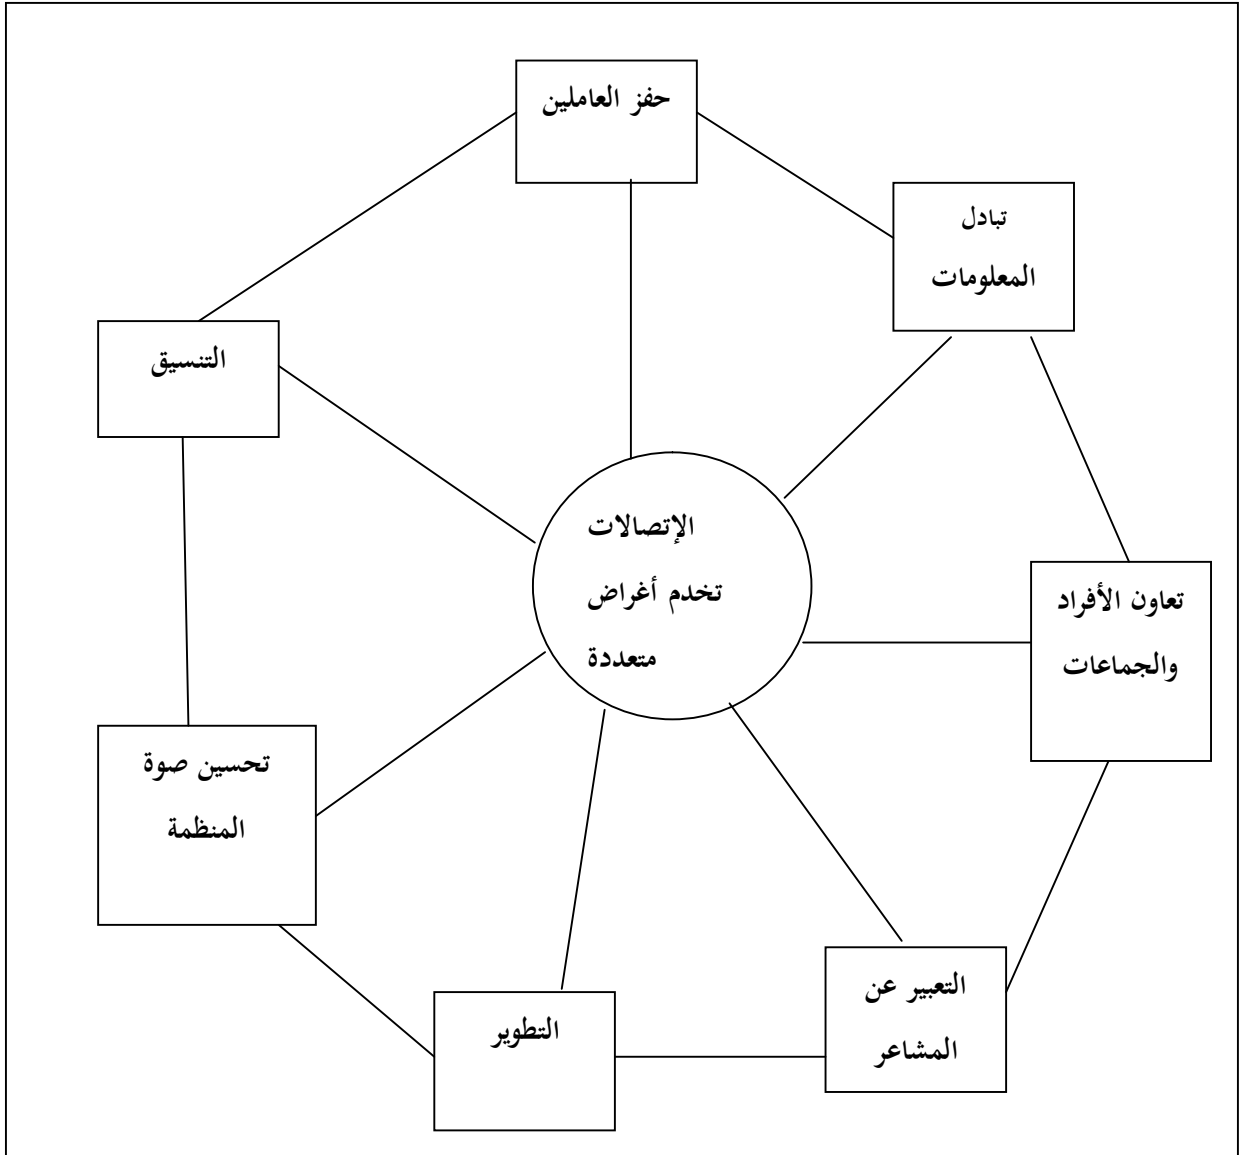 حفز العاملين
تبادل
المعلومات
التنسيق
الإتصالات
تخدم أغراض
متعددة
تعاون الأفراد
والجماعات
تحسين صوة
المنظمة
التعبير عن
المشاعر
التطوير